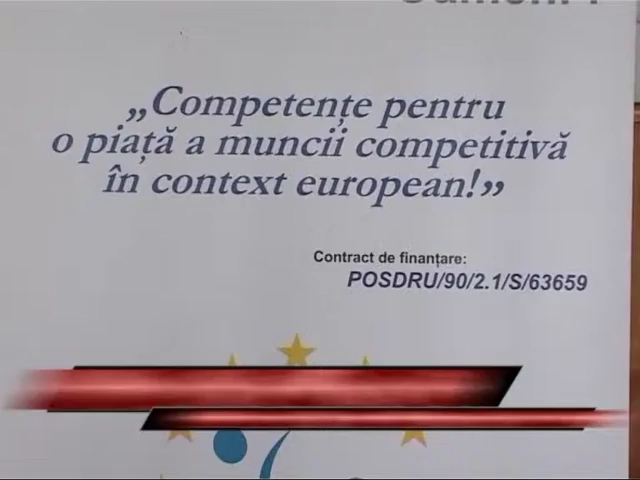 „Competențe pentru
o piață a muncii competitivă
în context european!”
Contract de finanțare:
POSDRU/90/2.1/S/63659